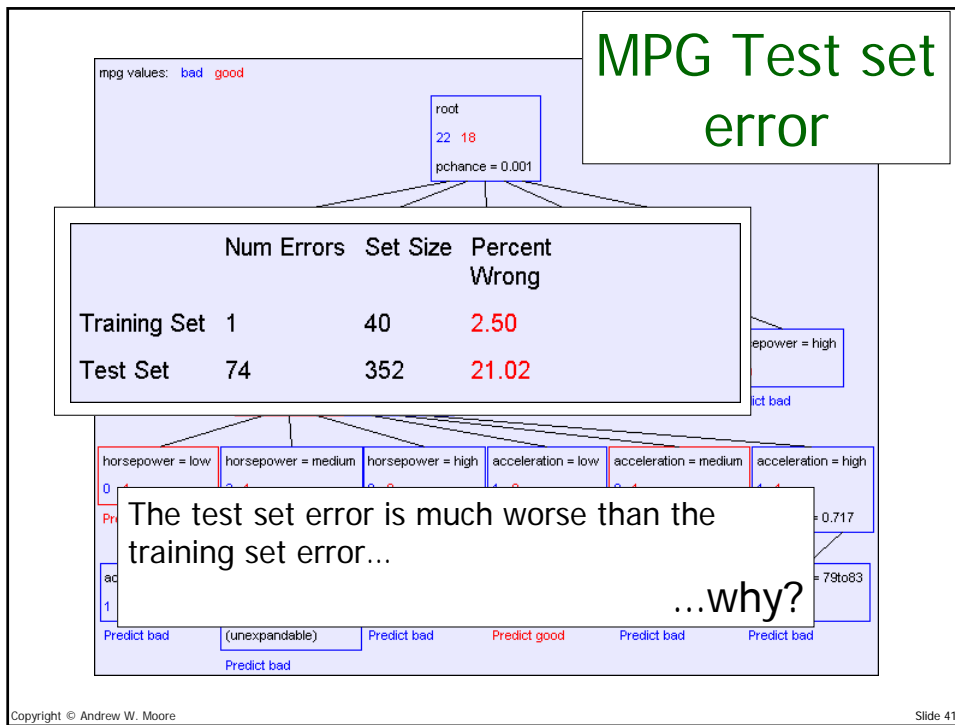 MPG Test set
error
mpg values: bad good
root
22 18
pchance = 0.001
Num Errors Set Size Percent
Wrong
Training Set 1 40 2.50
Test Set 74 352 21.02
= high
Predict bad
horsepower = low horsepower = medium horsepower = high acceleration = low acceleration = medium acceleration = high
0
= 0.717
The test set error is much worse than the
training set error...
...why?
1
= 79to83
Predict bad (unexpandable) Predict bad Predict good Predict bad Predict bad
Predict bad
Copyright © Andrew W. Moore
Slide 41